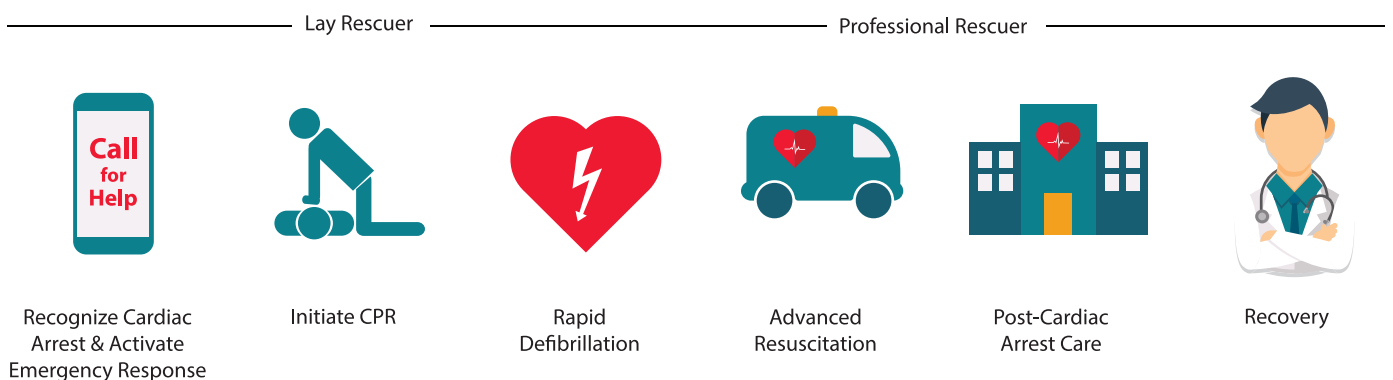 Lay Rescuer
Professional Rescuer
Call
for
Help
Recognize Cardiac
Arrest & Activate
Emergency Response
Initiate CPR
Rapid
Defibrillation
Advanced
Resuscitation
Post-Cardiac
Arrest Care
Recovery